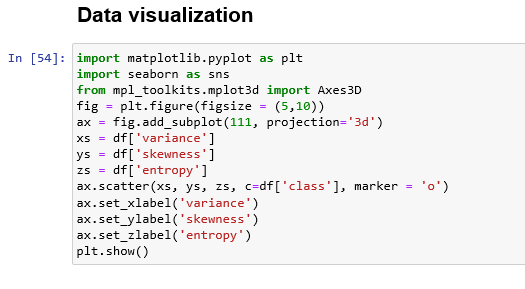 Data visualization
In [54]: import matplotlib.pyplot as plt
import seaborn as sns
from mpl_toolkits.mplot3d import Axes3D
fig = plt.figure(figsize = (5,10))
ax = fig.add_subplot(111, projection='3d')
xs = df['variance']
ys = df['skewness']
zs = df['entropy']
ax.scatter(xs, ys, zs, c=df['class'], marker = 'o')
ax.set_xlabel('variance')
ax.set_ylabel('skewness')
ax.set_zlabel('entropy')
plt.show()